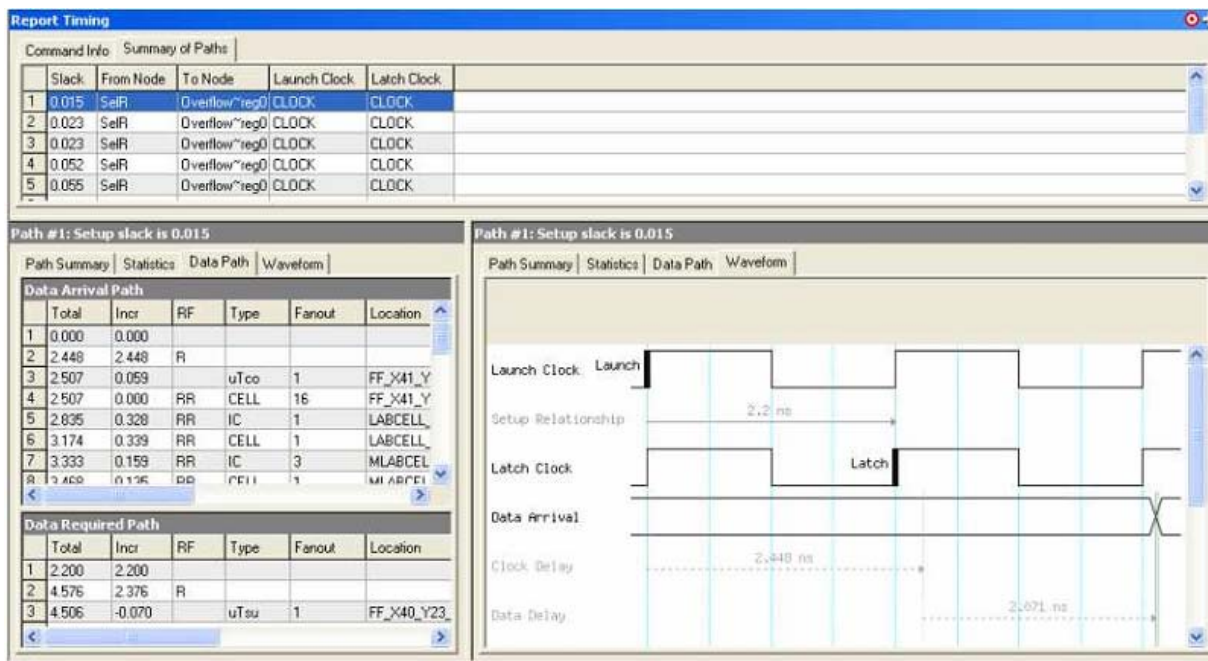 Report Timing
Command Info Summary of Paths
Slack From Node To Node Launch Clock Latch Clock
1 0.015 SelR Overflow~reg0 CLOCK CLOCK
2 0.023 SelR Overflow~reg0 CLOCK CLOCK
3 0.023 SelR Overflow~reg0 CLOCK CLOCK
4 0.052 SelR Overflow~reg0 CLOCK CLOCK
5 0.055 SelR Overflow~reg0 CLOCK CLOCK
Path #1: Setup slack is 0.015
Path Summary Statistics Data Path Waveform
Data Arrival Path
Total Incr RF Type Fanout Location
1 0.000 0.000
2 2.448 2.448 R
3 2.507 0.059 uTco 1 FF_X41_Y
4 2.507 0.000 RR CELL 16 FF_X41_Y
5 2.835 0.328 RR IC 1 LABCELL_
6 3.174 0.339 RR CELL 1 LABCELL_
7 3.333 0.159 RR IC 3 MLABCEL
8 3.468 0.135 RR CELL 1 MLABCEL
Data Required Path
Total Incr RF Type Fanout Location
1 2.200 2.200
2 4.576 2.376 R
3 4.506 -0.070 uTsu 1 FF_X40_Y23_
Path #1: Setup slack is 0.015
Path Summary Statistics Data Path Waveform
Launch Clock Launch
Setup Relationship 2.2 ns
Latch Clock Latch
Data Arrival
Clock Delay 2.448 ns
Data Delay 2.071 ns